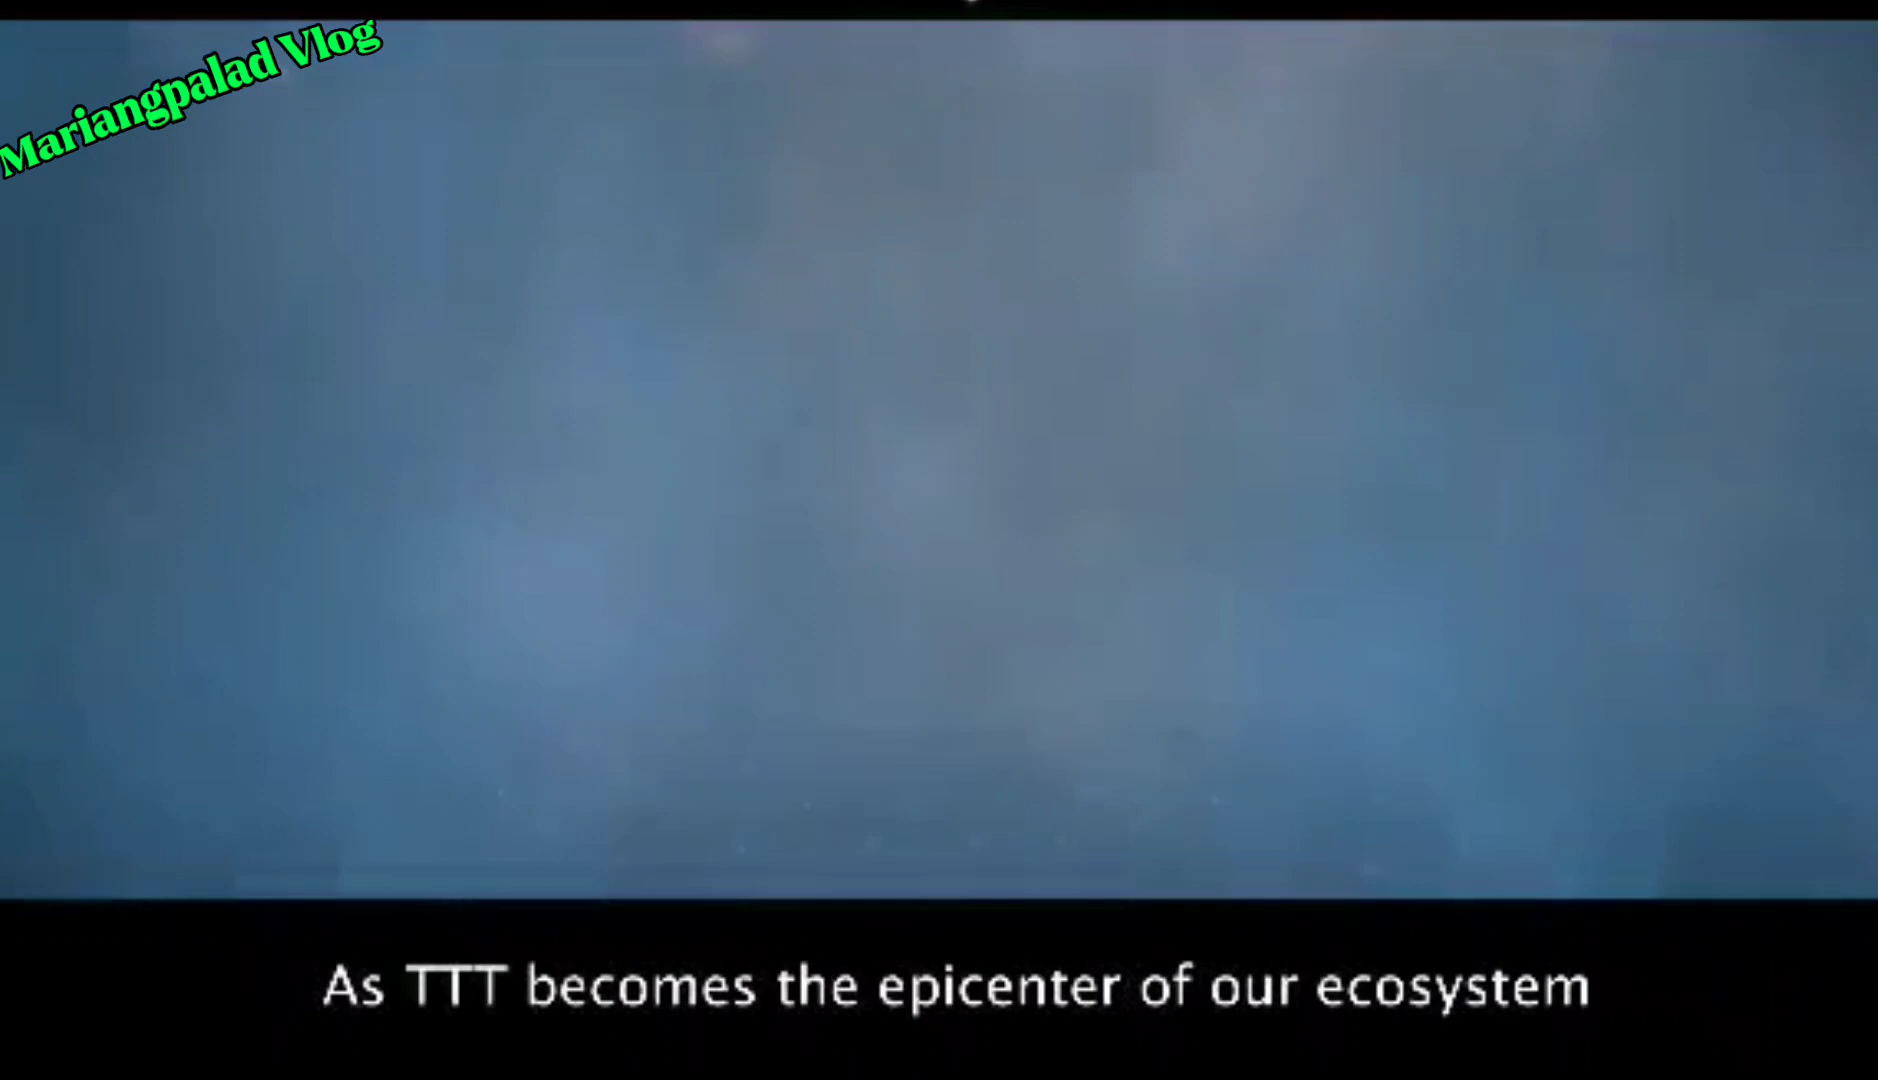 Mariangpalad Vlog
As TTT becomes the epicenter of our ecosystem